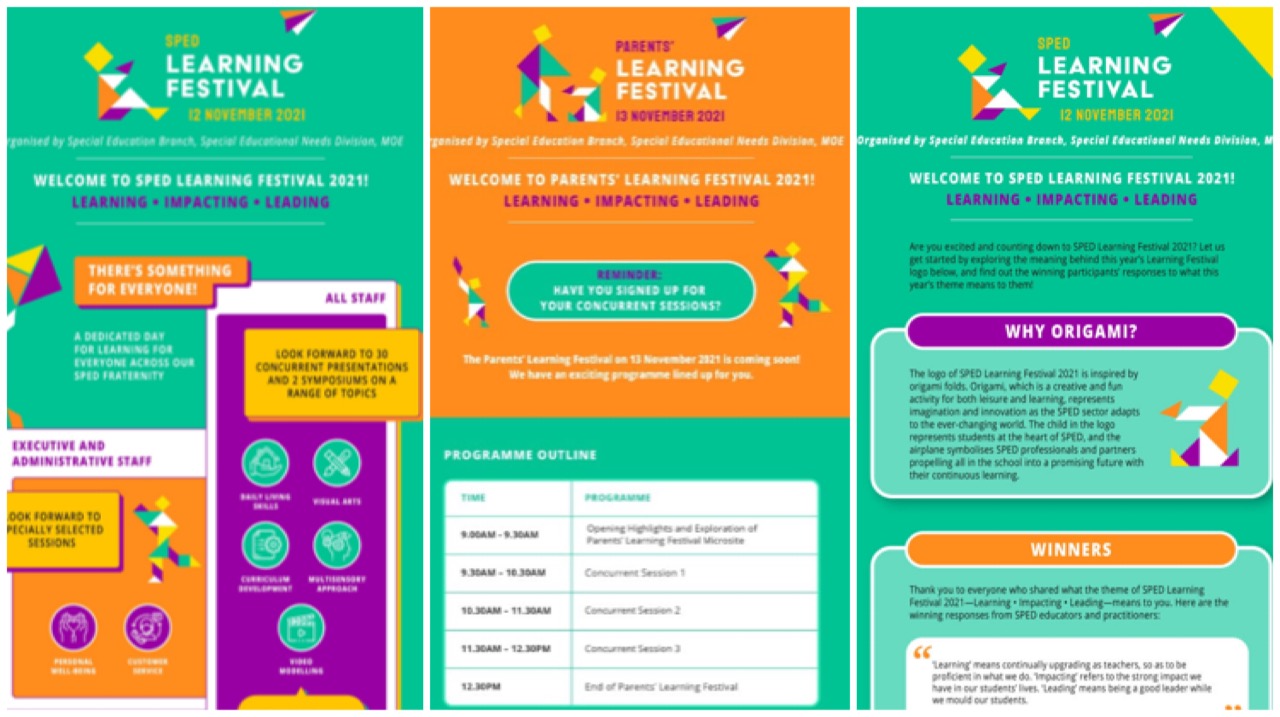 SPED
LEARNING
FESTIVAL
12 NOVEMBER 2021
rganised by Special Education Branch, Special Educational Needs Division, MOE
WELCOME TO SPED LEARNING FESTIVAL 2021!
LEARNING • IMPACTING • LEADING
THERE'S SOMETHING
FOR EVERYONE!
A DEDICATED DAY
FOR LEARNING FOR
EVERYONE ACROSS OUR
SPED FRATERNITY
ALL STAFF
LOOK FORWARD TO 30
CONCURRENT PRESENTATIONS
AND 2 SYMPOSIUMS ON A
RANGE OF TOPICS
DAILY LIVING
SKILLS
VISUAL ARTS
CURRICULUM
DEVELOPMENT
MULTISENSORY
APPROACH
VIDEO
MODELLING
EXECUTIVE AND
ADMINISTRATIVE STAFF
OOK FORWARD TO
PECIALLY SELECTED
SESSIONS
PERSONAL
WELL-BEING
CUSTOMER
SERVICE
PARENTS'
LEARNING
FESTIVAL
13 NOVEMBER 2021
rganised by Special Education Branch, Special Educational Needs Division, MOE
WELCOME TO PARENTS' LEARNING FESTIVAL 2021!
LEARNING • IMPACTING • LEADING
REMINDER:
HAVE YOU SIGNED UP FOR
YOUR CONCURRENT SESSIONS?
The Parents' Learning Festival on 13 November 2021 is coming soon!
We have an exciting programme lined up for you.
PROGRAMME OUTLINE
TIME PROGRAMME
9.00AM - 9.30AM Opening Highlights and Exploration of
Parents' Learning Festival Microsite
9.30AM - 10.30AM Concurrent Session 1
10.30AM - 11.30AM Concurrent Session 2
11.30AM - 12.30PM Concurrent Session 3
12.30PM End of Parents' Learning Festival
SPED
LEARNING
FESTIVAL
12 NOVEMBER 2021
Organised by Special Education Branch, Special Educational Needs Division, M
WELCOME TO SPED LEARNING FESTIVAL 2021!
LEARNING • IMPACTING • LEADING
Are you excited and counting down to SPED Learning Festival 2021? Let us
get started by exploring the meaning behind this year's Learning Festival
logo below, and find out the winning participants' responses to what this
year's theme means to them!
WHY ORIGAMI?
The logo of SPED Learning Festival 2021 is inspired by
origami folds. Origami, which is a creative and fun
activity for both leisure and learning, represents
imagination and innovation as the SPED sector adapts
to the ever-changing world. The child in the logo
represents students at the heart of SPED, and the
airplane symbolises SPED professionals and partners
propelling all in the school into a promising future with
their continuous learning.
WINNERS
Thank you to everyone who shared what the theme of SPED Learning
Festival 2021—Learning • Impacting • Leading—means to you. Here are the
winning responses from SPED educators and practitioners:
“
'Learning' means continually upgrading as teachers, so as to be
proficient in what we do. 'Impacting' refers to the strong impact we
have in our students' lives. 'Leading' means being a good leader while
we mould our students.